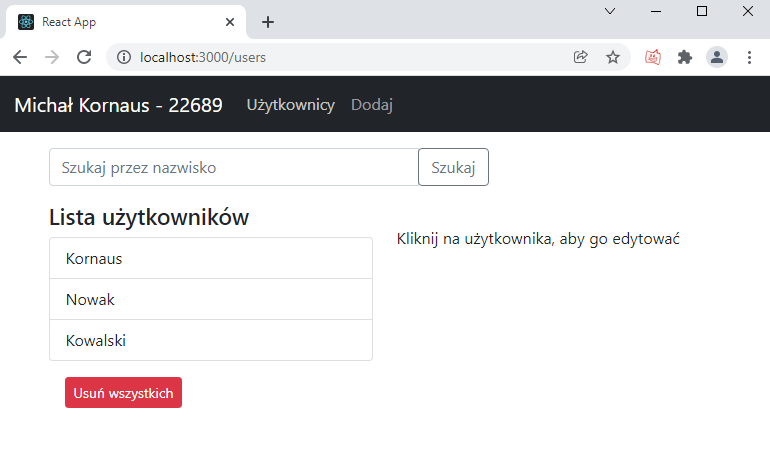 React App
localhost:3000/users
Michał Kornaus - 22689 Użytkownicy Dodaj
Szukaj przez nazwisko Szukaj
Lista użytkowników
Kliknij na użytkownika, aby go edytować
Kornaus
Nowak
Kowalski
Usuń wszystkich